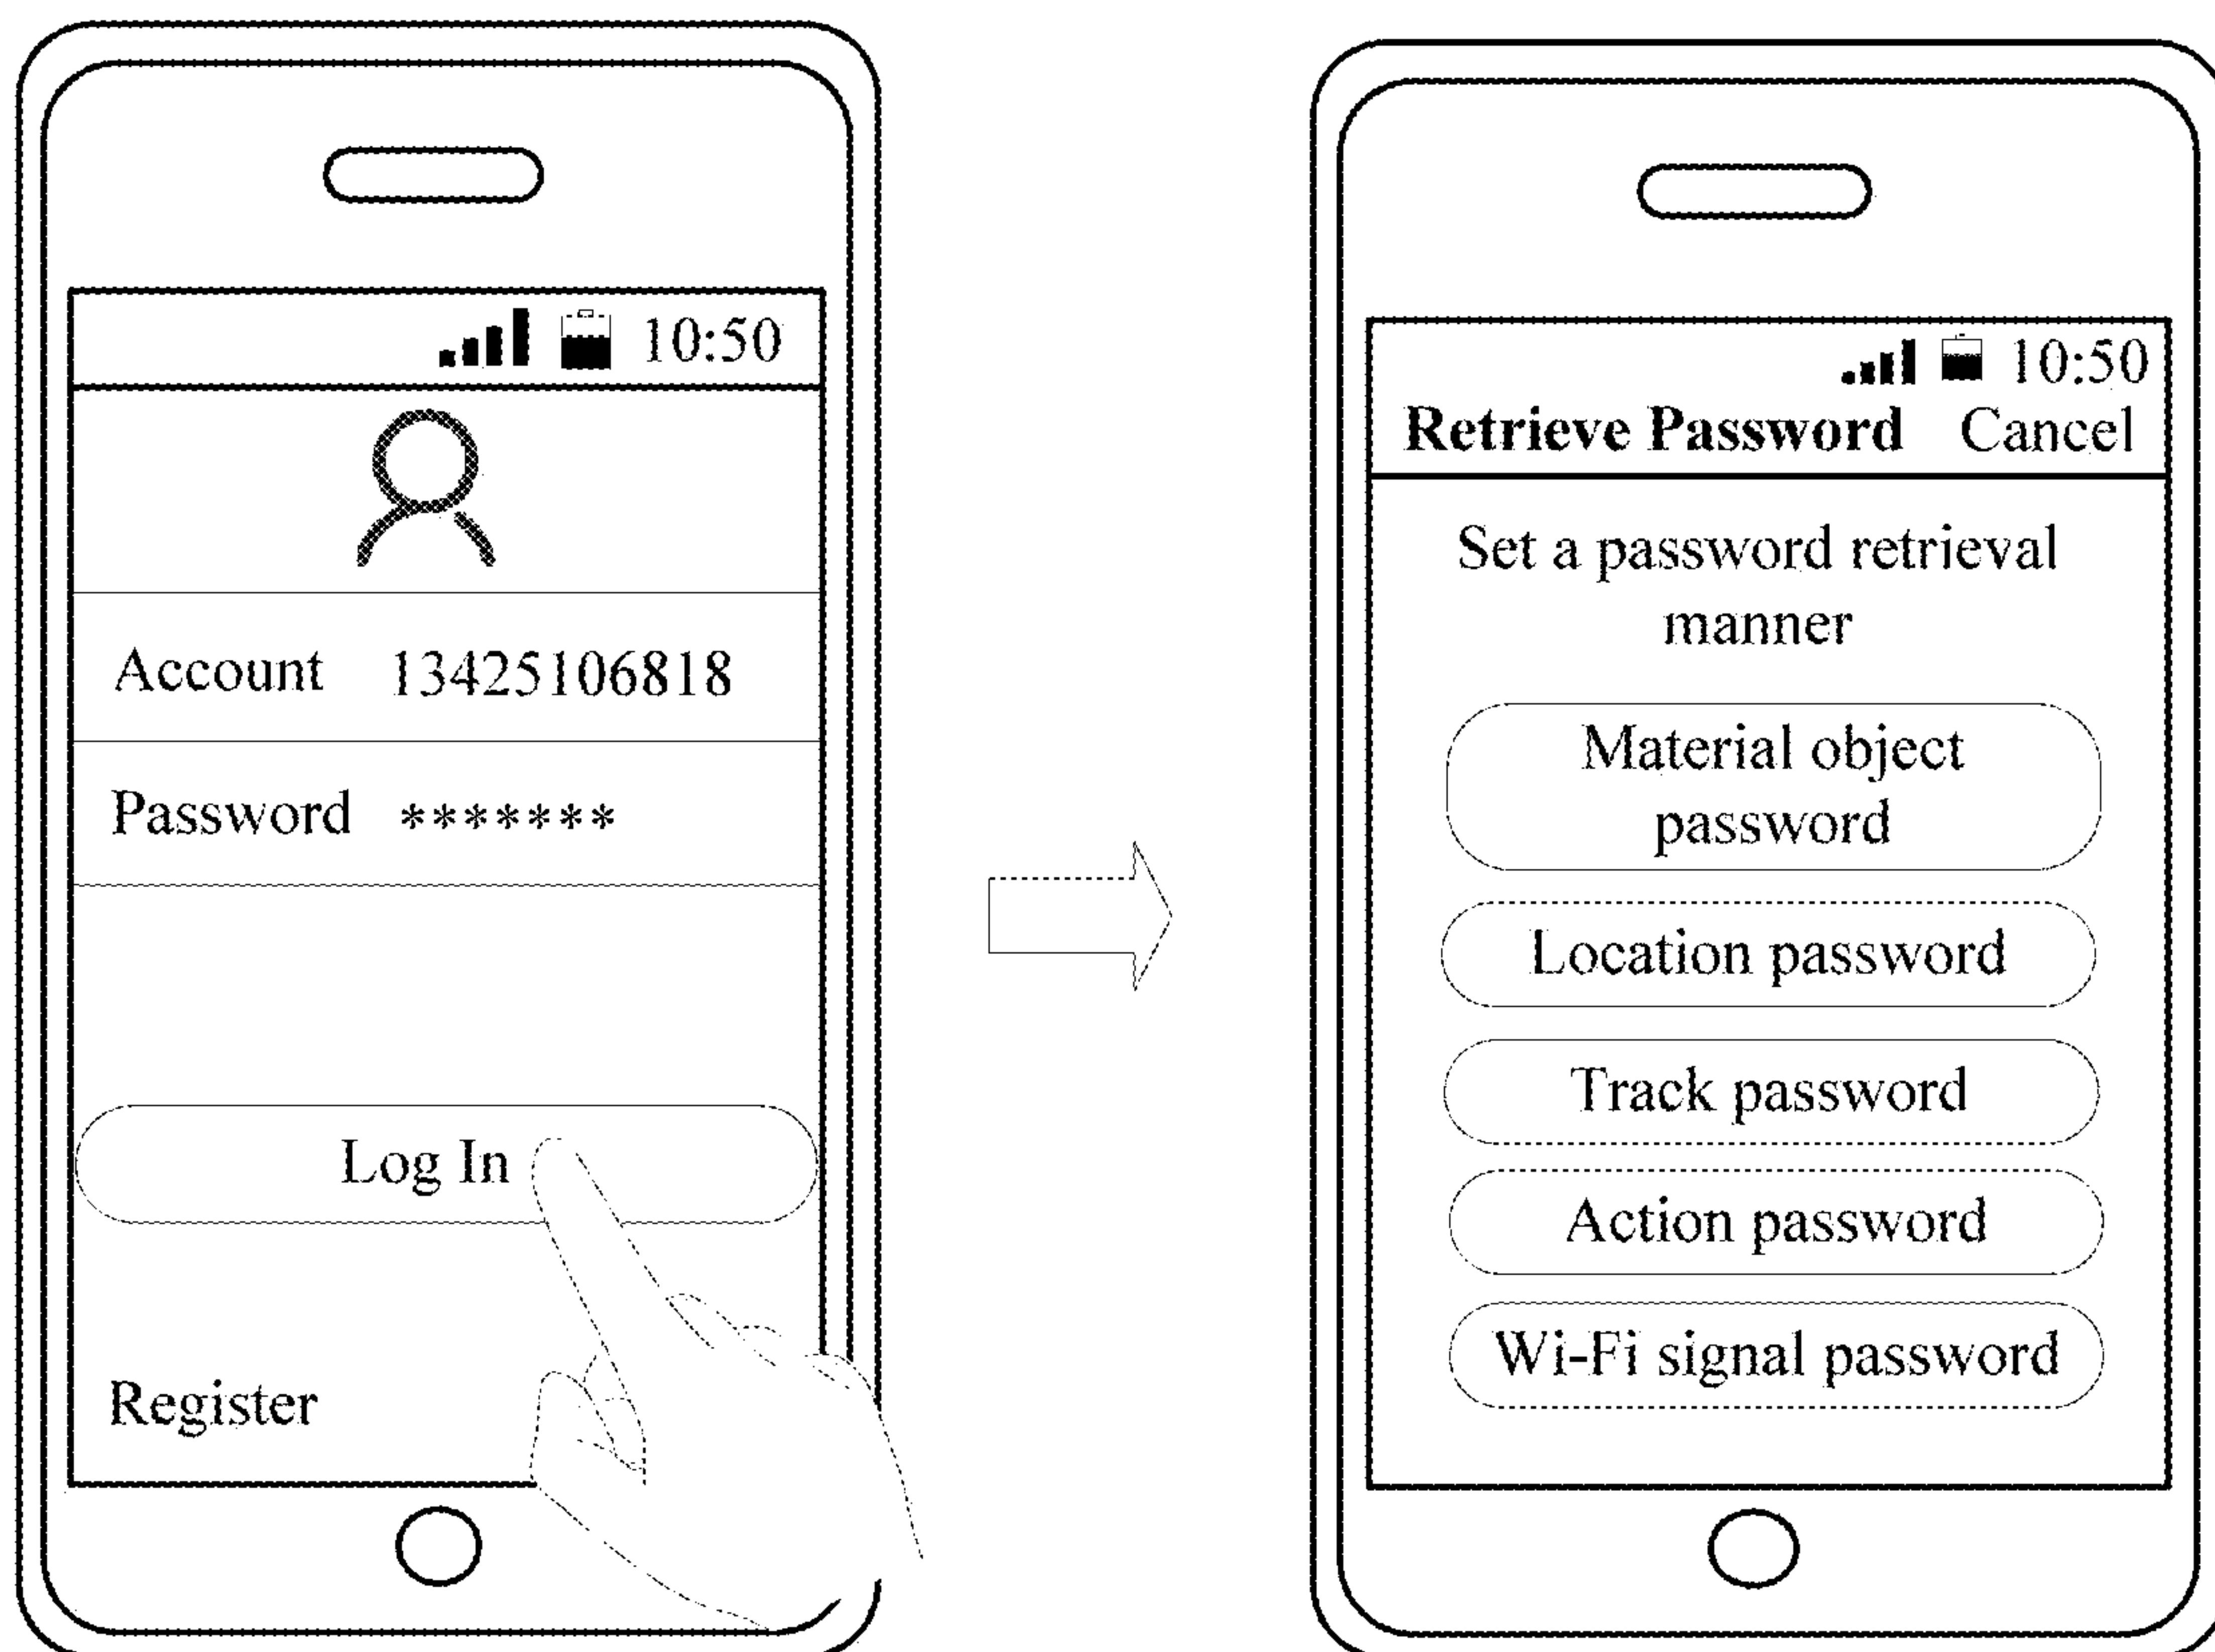 10:50
Account 13425106818
Password *******
Log In
Register
10:50
Retrieve Password Cancel
Set a password retrieval
manner
Material object
password
Location password
Track password
Action password
Wi-Fi signal password